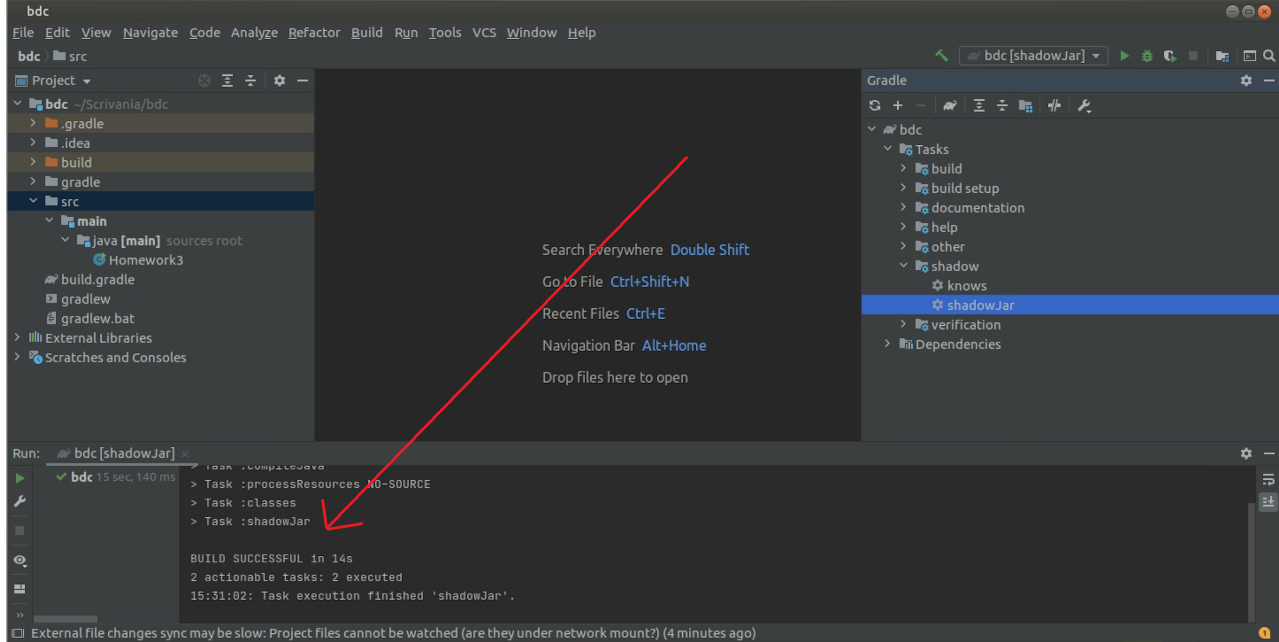 bdc
File Edit View Navigate Code Analyze Refactor Build Run Tools VCS Window Help
bdc src
bdc [shadowJar]
Project
bdc ~/Scrivania/bdc
.gradle
.idea
build
gradle
src
main
java [main] sources root
Homework3
build.gradle
gradlew
gradlew.bat
External Libraries
Scratches and Consoles
Search Everywhere Double Shift
Go to File Ctrl+Shift+N
Recent Files Ctrl+E
Navigation Bar Alt+Home
Drop files here to open
Gradle
bdc
Tasks
build
build setup
documentation
help
other
shadow
knows
shadowJar
verification
Dependencies
Run: bdc [shadowJar]
bdc 15 sec, 140 ms
> Task :compileJava
> Task :processResources NO-SOURCE
> Task :classes
> Task :shadowJar
BUILD SUCCESSFUL in 14s
2 actionable tasks: 2 executed
15:31:02: Task execution finished 'shadowJar'.
External file changes sync may be slow: Project files cannot be watched (are they under network mount?) (4 minutes ago)